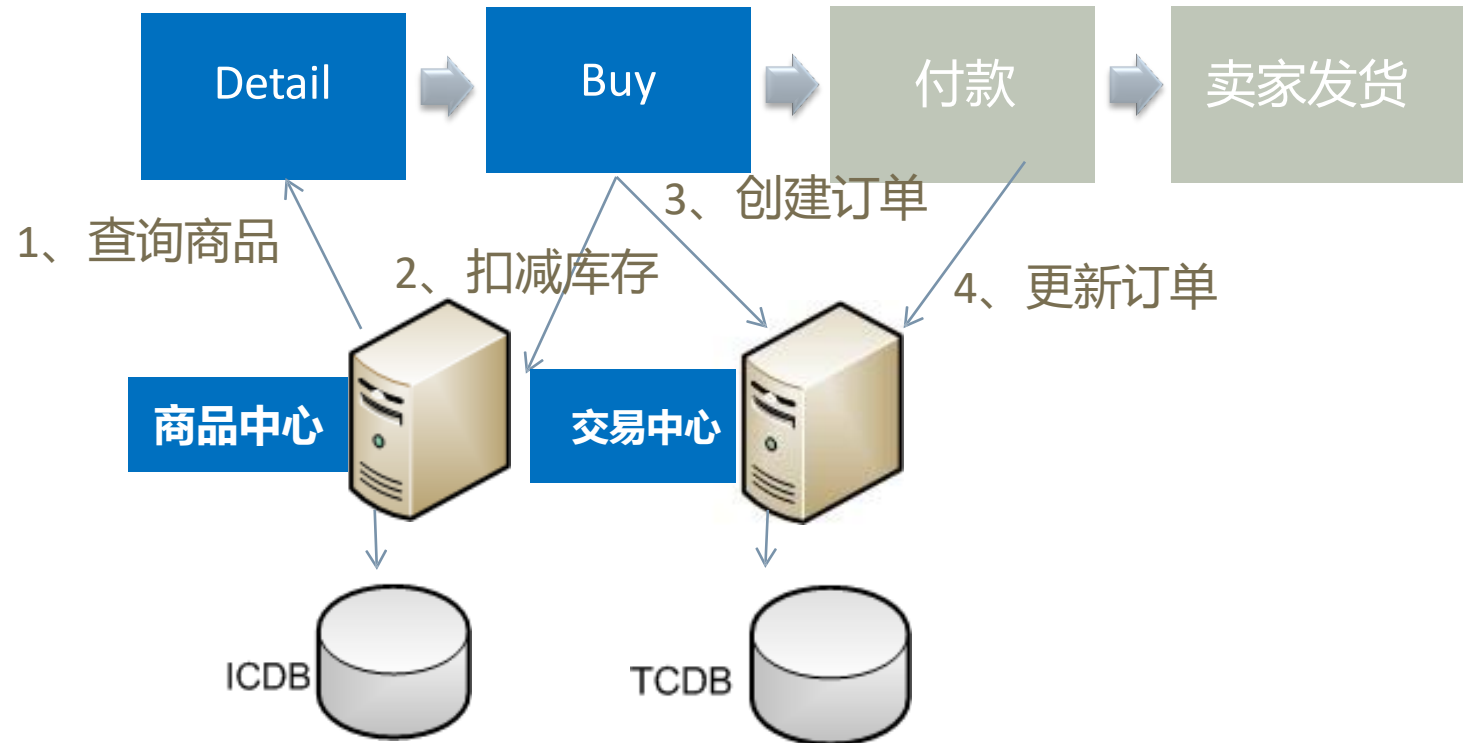 Detail
Buy
付款
卖家发货
3、创建订单
1、查询商品
2、扣减库存
4、更新订单
商品中心
交易中心
ICDB
TCDB